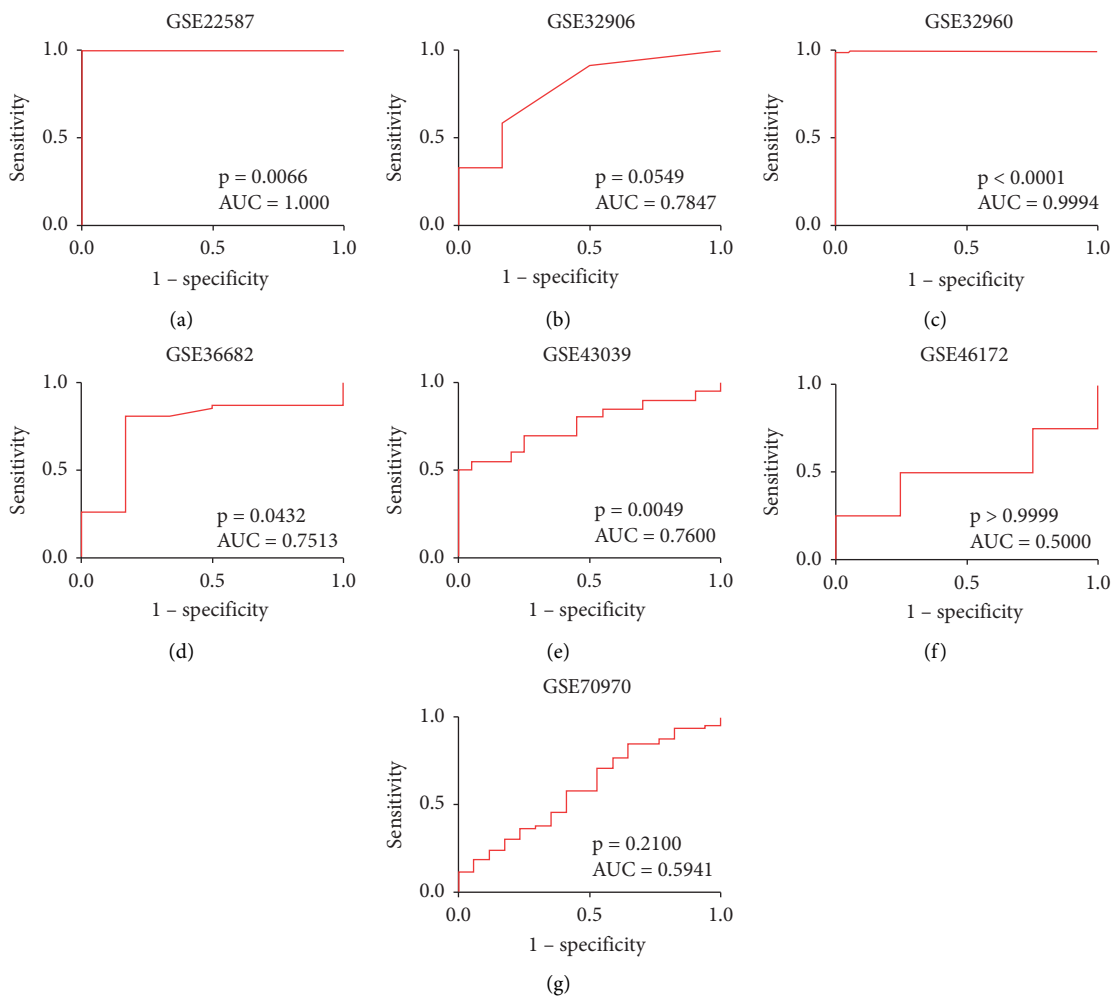 GSE22587
Sensitivity
1.0
0.5
0.0
p = 0.0066
AUC = 1.000
0.0 0.5 1.0
1 – specificity
(a)
GSE32906
Sensitivity
1.0
0.5
0.0
p = 0.0549
AUC = 0.7847
0.0 0.5 1.0
1 – specificity
(b)
GSE32960
Sensitivity
1.0
0.5
0.0
p < 0.0001
AUC = 0.9994
0.0 0.5 1.0
1 – specificity
(c)
GSE36682
Sensitivity
1.0
0.5
0.0
p = 0.0432
AUC = 0.7513
0.0 0.5 1.0
1 – specificity
(d)
GSE43039
Sensitivity
1.0
0.5
0.0
p = 0.0049
AUC = 0.7600
0.0 0.5 1.0
1 – specificity
(e)
GSE46172
Sensitivity
1.0
0.5
0.0
p > 0.9999
AUC = 0.5000
0.0 0.5 1.0
1 – specificity
(f)
GSE70970
Sensitivity
1.0
0.5
0.0
p = 0.2100
AUC = 0.5941
0.0 0.5 1.0
1 – specificity
(g)